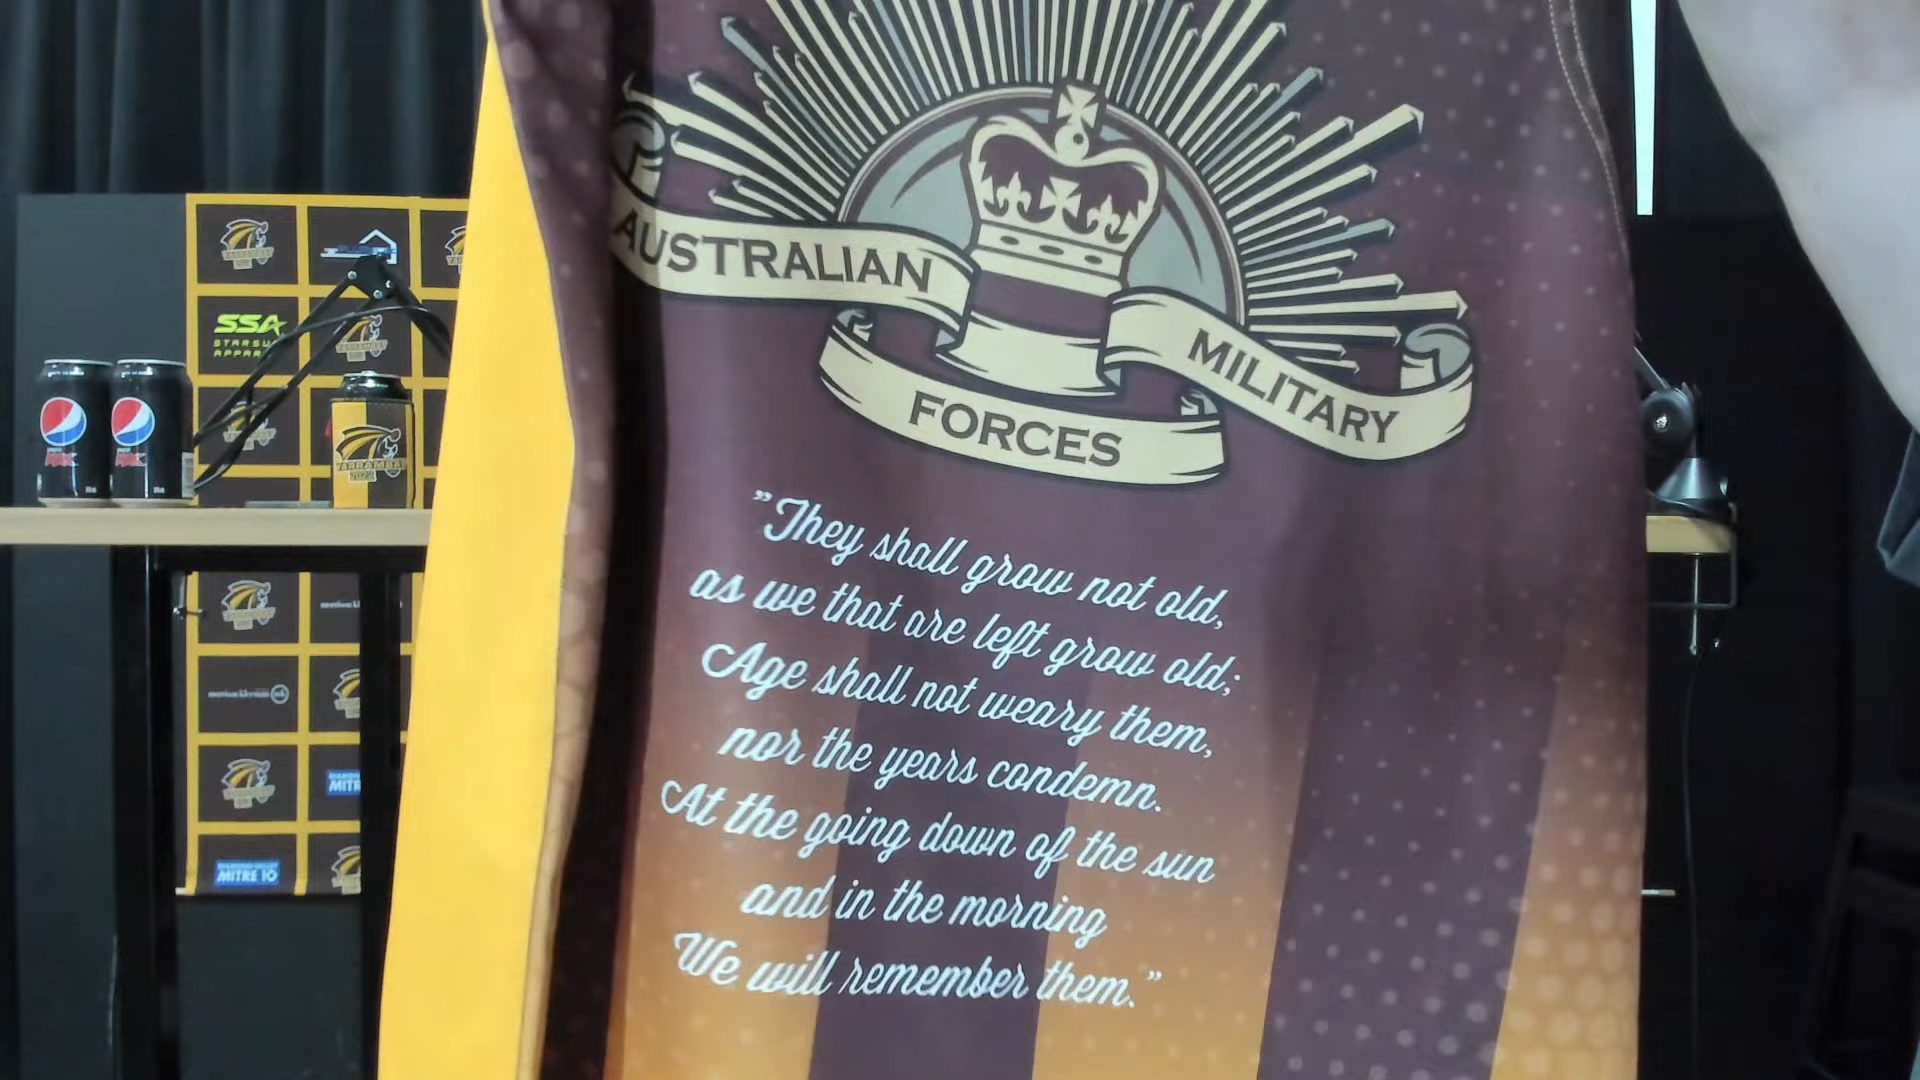 AUSTRALIAN
MILITARY
FORCES
"They shall grow not old,
as we that are left grow old;
Age shall not weary them,
nor the years condemn.
At the going down of the sun
and in the morning
We will remember them."
SSA
YARRAMBAT
2022
MITRE 10